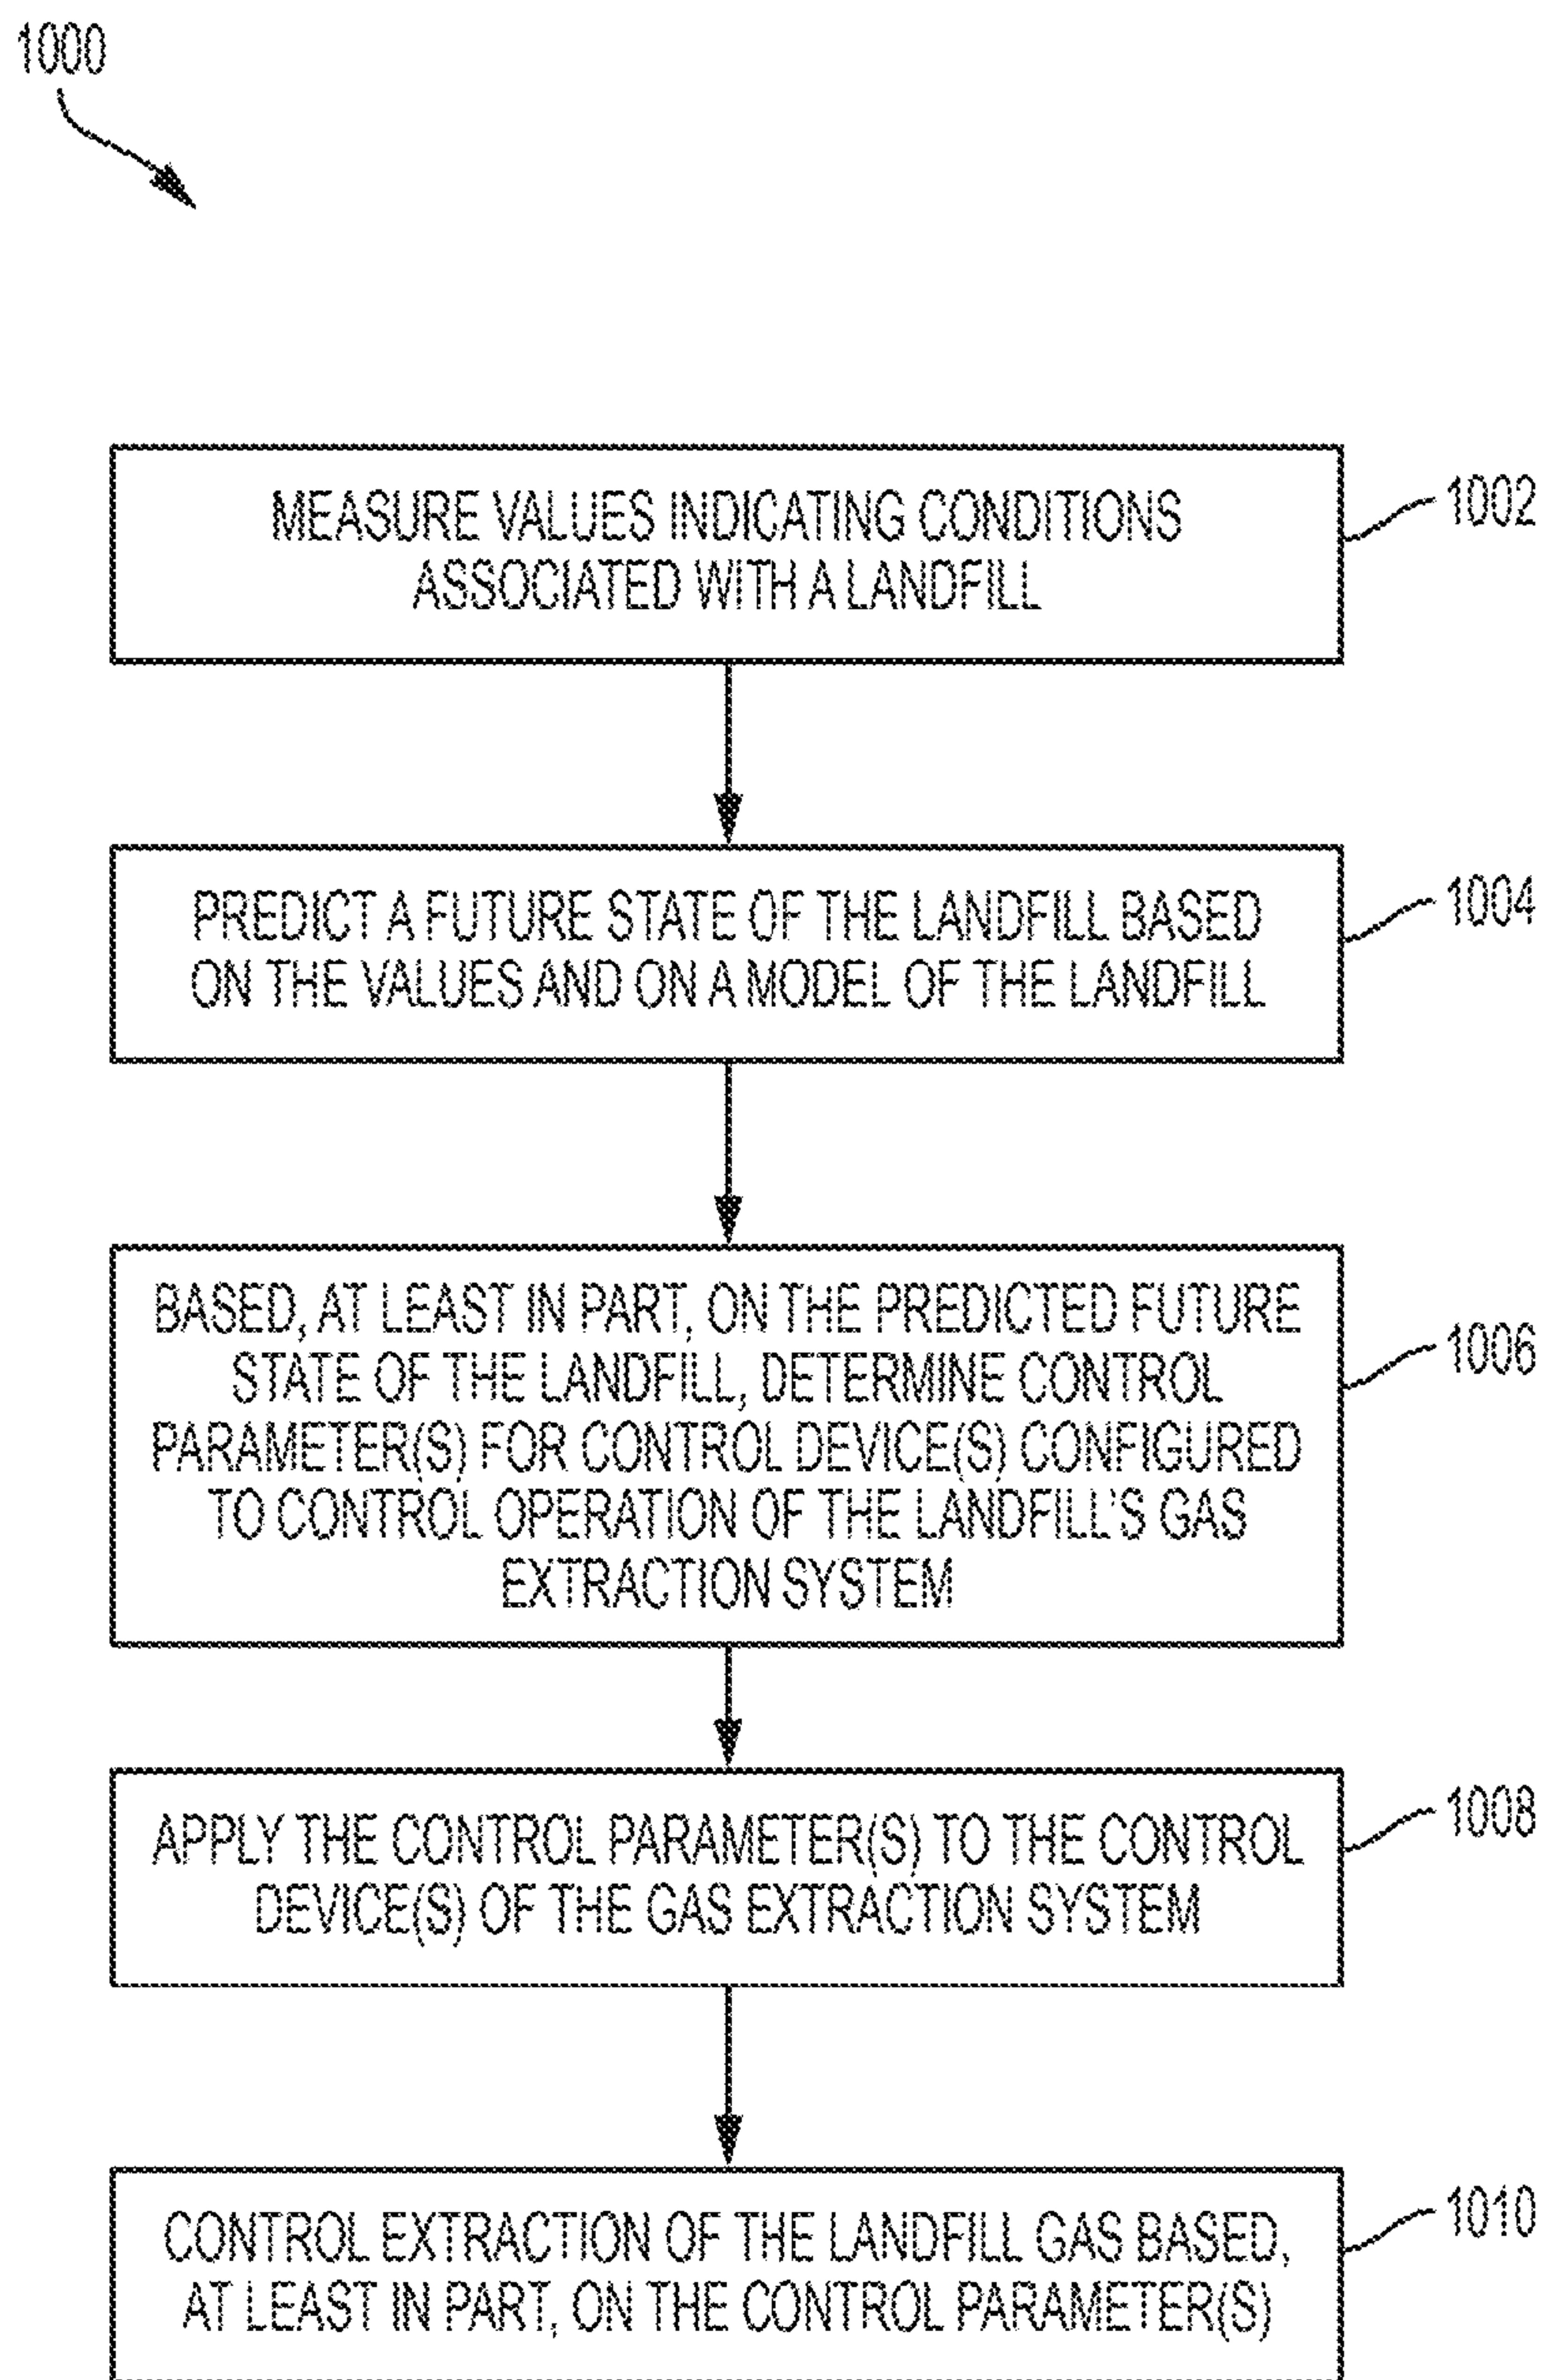 1000
MEASURE VALUES INDICATING CONDITIONS
ASSOCIATED WITH A LANDFILL
1002
PREDICT A FUTURE STATE OF THE LANDFILL BASED
ON THE VALUES AND ON A MODEL OF THE LANDFILL
1004
BASED, AT LEAST IN PART, ON THE PREDICTED FUTURE
STATE OF THE LANDFILL, DETERMINE CONTROL
PARAMETER(S) FOR CONTROL DEVICE(S) CONFIGURED
TO CONTROL OPERATION OF THE LANDFILL'S GAS
EXTRACTION SYSTEM
1006
APPLY THE CONTROL PARAMETER(S) TO THE CONTROL
DEVICE(S) OF THE GAS EXTRACTION SYSTEM
1008
CONTROL EXTRACTION OF THE LANDFILL GAS BASED,
AT LEAST IN PART, ON THE CONTROL PARAMETER(S)
1010